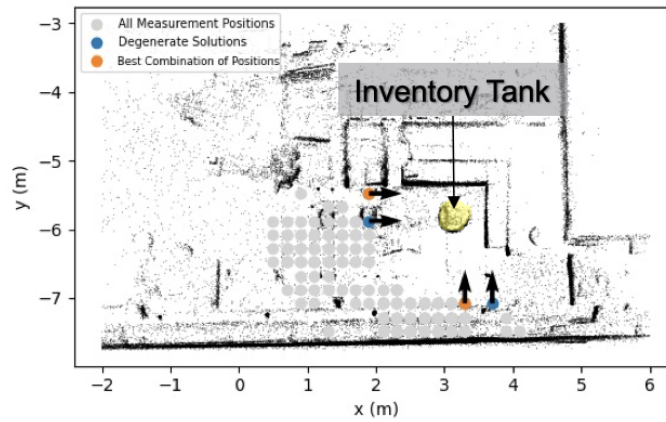 All Measurement Positions
Degenerate Solutions
Best Combination of Positions
Inventory Tank
y (m)
−3
−4
−5
−6
−7
−2 −1 0 1 2 3 4 5 6
x (m)